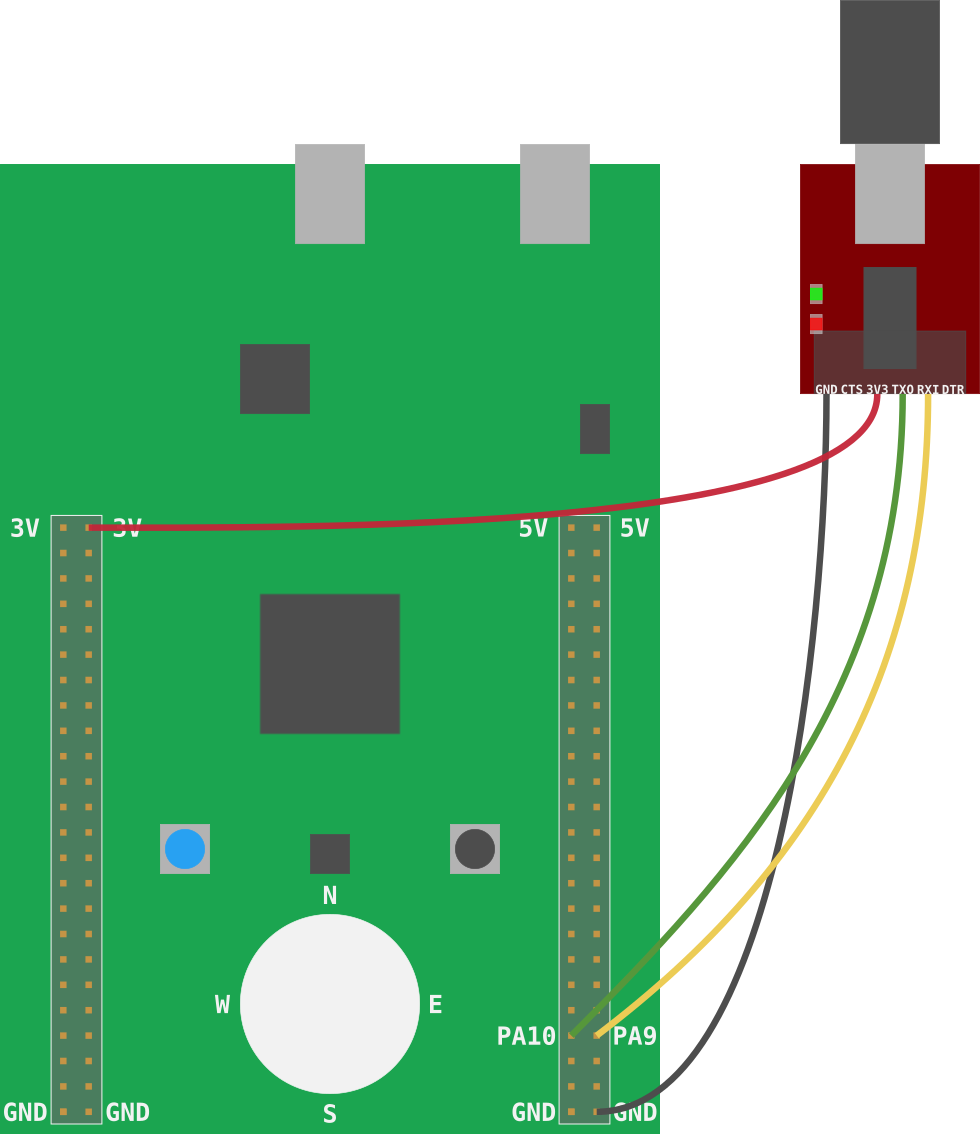 GND CTS 3V3 TXO RXI DTR
3V 3V 5V 5V
N
W E
PA10 PA9
GND GND S GND GND